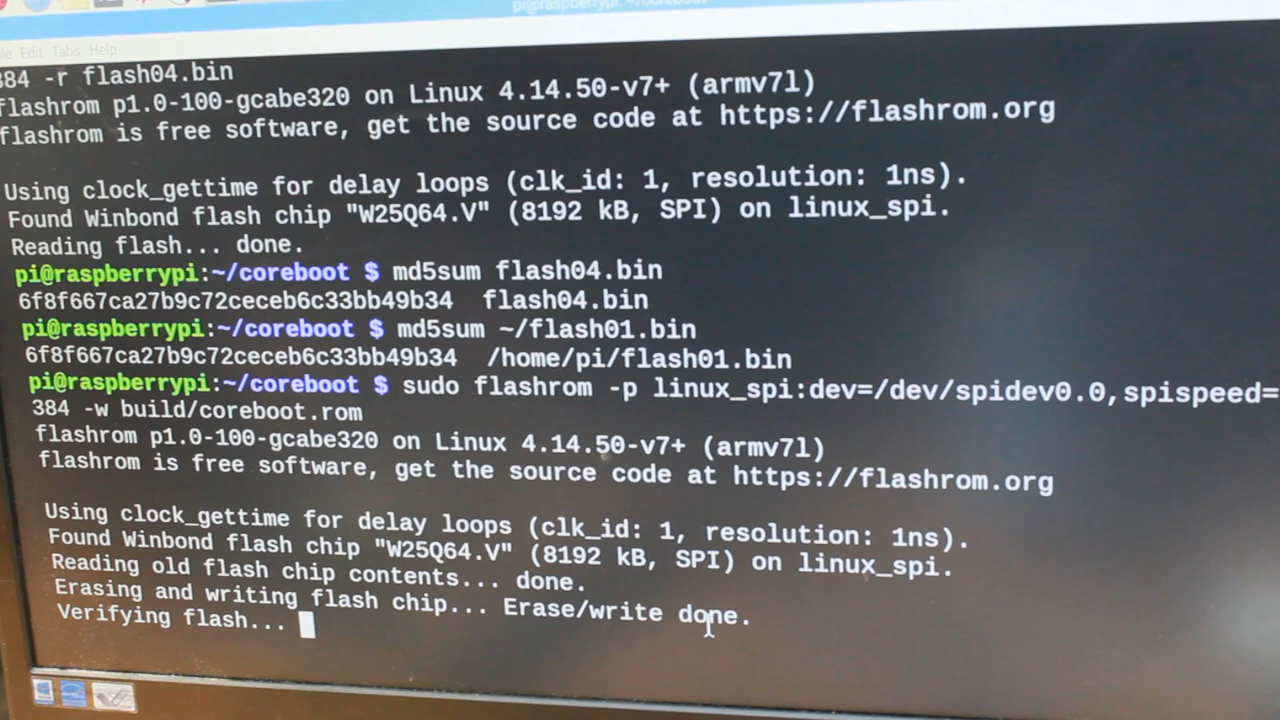 pi@raspberrypi: ~/coreboot
Edit Tabs Help
384 -r flash04.bin
flashrom p1.0-100-gcabe320 on Linux 4.14.50-v7+ (armv7l)
flashrom is free software, get the source code at https://flashrom.org
Using clock_gettime for delay loops (clk_id: 1, resolution: 1ns).
Found Winbond flash chip "W25Q64.V" (8192 kB, SPI) on linux_spi.
Reading flash... done.
pi@raspberrypi:~/coreboot $ md5sum flash04.bin
6f8f667ca27b9c72ceceb6c33bb49b34  flash04.bin
pi@raspberrypi:~/coreboot $ md5sum ~/flash01.bin
6f8f667ca27b9c72ceceb6c33bb49b34  /home/pi/flash01.bin
pi@raspberrypi:~/coreboot $ sudo flashrom -p linux_spi:dev=/dev/spidev0.0,spispeed=
384 -w build/coreboot.rom
flashrom p1.0-100-gcabe320 on Linux 4.14.50-v7+ (armv7l)
flashrom is free software, get the source code at https://flashrom.org
Using clock_gettime for delay loops (clk_id: 1, resolution: 1ns).
Found Winbond flash chip "W25Q64.V" (8192 kB, SPI) on linux_spi.
Reading old flash chip contents... done.
Erasing and writing flash chip... Erase/write done.
Verifying flash...